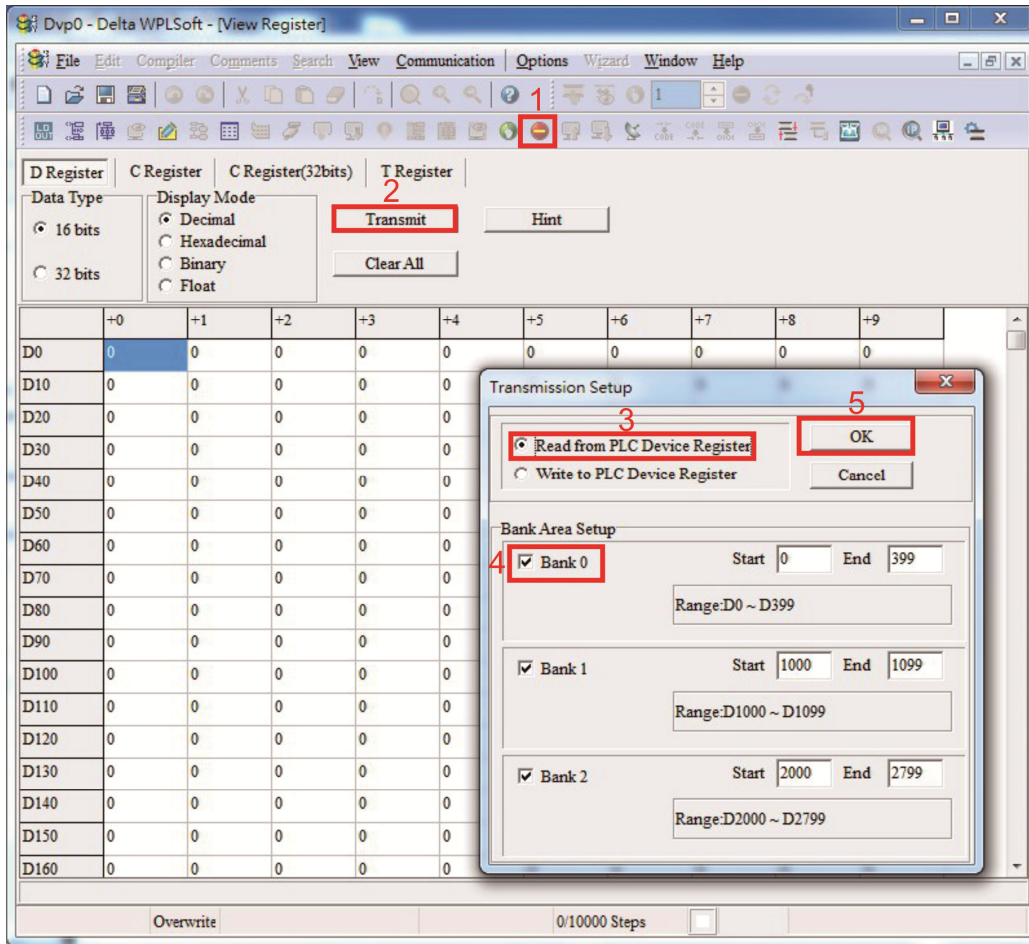 Dvp0 - Delta WPLSoft - [View Register]
File Edit Compiler Comments Search View Communication Options Wizard Window Help
1
1
D Register C Register C Register(32bits) T Register
2
Data Type Display Mode
16 bits Decimal Transmit Hint
Hexadecimal
32 bits Binary Clear All
Float
+0 +1 +2 +3 +4 +5 +6 +7 +8 +9
D0 0 0 0 0 0 0 0 0 0 0
D10 0 0 0 0 0
D20 0 0 0 0 0
D30 0 0 0 0 0
D40 0 0 0 0 0
D50 0 0 0 0 0
D60 0 0 0 0 0
D70 0 0 0 0 0
D80 0 0 0 0 0
D90 0 0 0 0 0
D100 0 0 0 0 0
D110 0 0 0 0 0
D120 0 0 0 0 0
D130 0 0 0 0 0
D140 0 0 0 0 0
D150 0 0 0 0 0
D160 0 0 0 0 0
Transmission Setup
3 5
Read from PLC Device Register OK
Write to PLC Device Register Cancel
Bank Area Setup
4 Bank 0 Start 0 End 399
Range:D0 ~ D399
Bank 1 Start 1000 End 1099
Range:D1000 ~ D1099
Bank 2 Start 2000 End 2799
Range:D2000 ~ D2799
Overwrite 0/10000 Steps